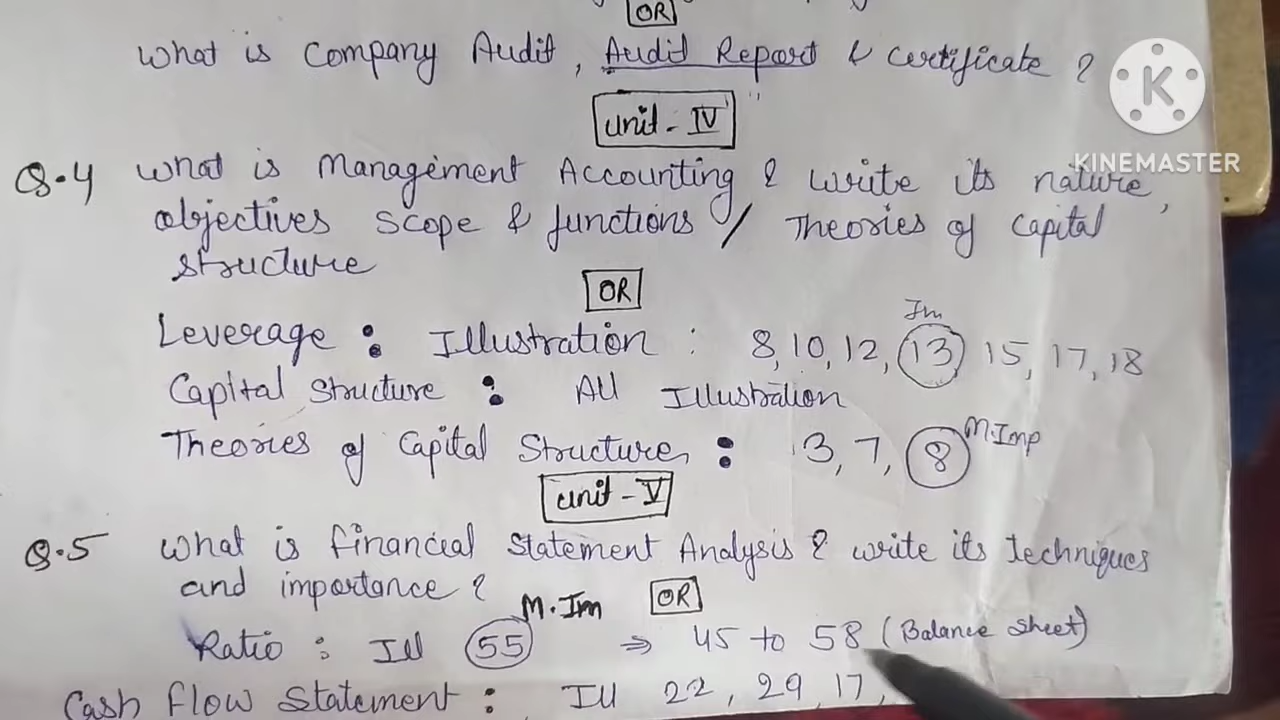 OR
What is Company Audit, Audit Report & Certificate ?
Unit - IV
K
KINEMASTER
Q.4 What is Management Accounting ? write its nature,
objectives scope & functions / Theories of Capital
structure
OR
Im
Leverage : Illustration : 8, 10, 12, 13 15, 17, 18
Capital Structure : All Illustration
Theories of Capital Structure : 3, 7, 8 M.Imp
Unit - V
Q.5 What is financial Statement Analysis ? write its techniques
and importance ?
M.Im OR
Ratio : Ill 55 ⇒ 45 to 58 (Balance Sheet)
Cash flow Statement : Ill 22, 29, 17,